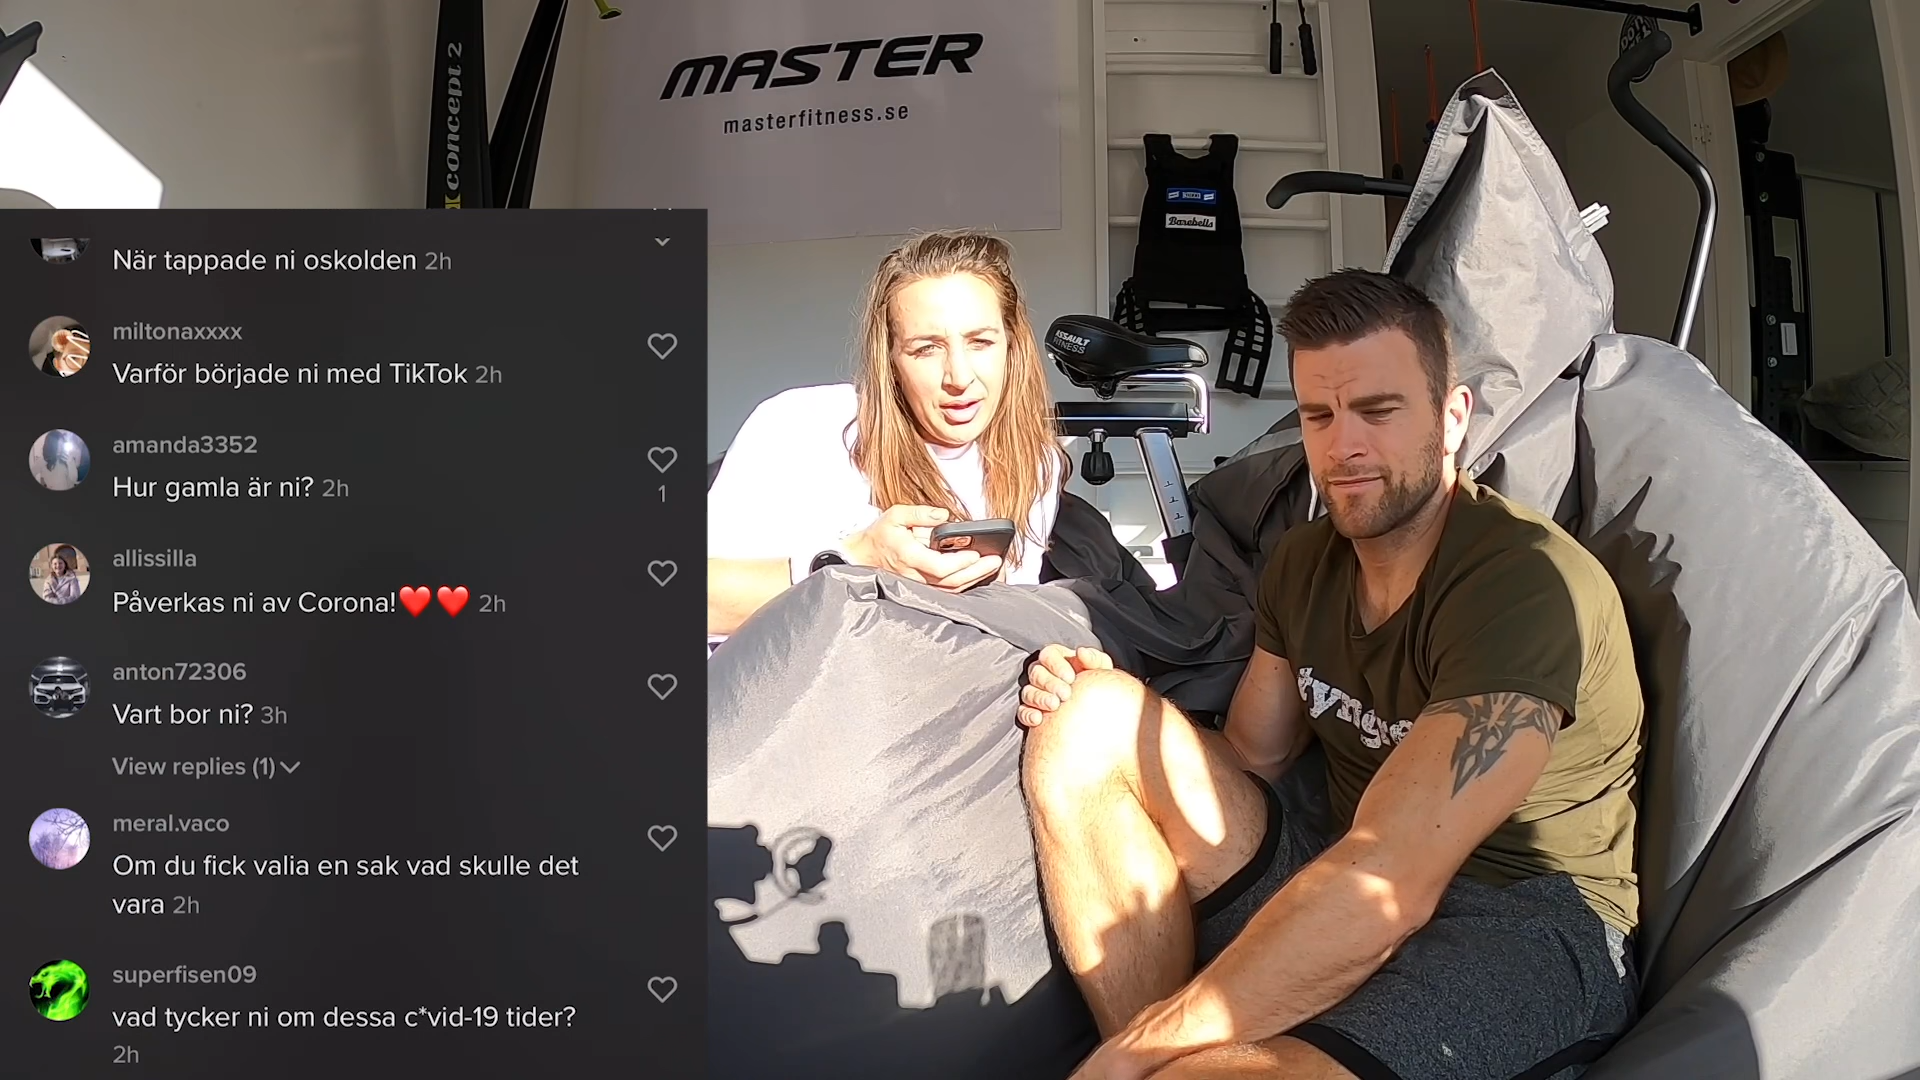 concept 2
MASTER
masterfitness.se
NOCCO
Barebells
ASSAULT
FITNESS
tyngre
När tappade ni oskolden 2h
miltonaxxxx
Varför började ni med TikTok 2h
amanda3352
Hur gamla är ni? 2h
1
allissilla
Påverkas ni av Corona!❤️❤️ 2h
anton72306
Vart bor ni? 3h
View replies (1)
meral.vaco
Om du fick valia en sak vad skulle det
vara 2h
superfisen09
vad tycker ni om dessa c*vid-19 tider?
2h